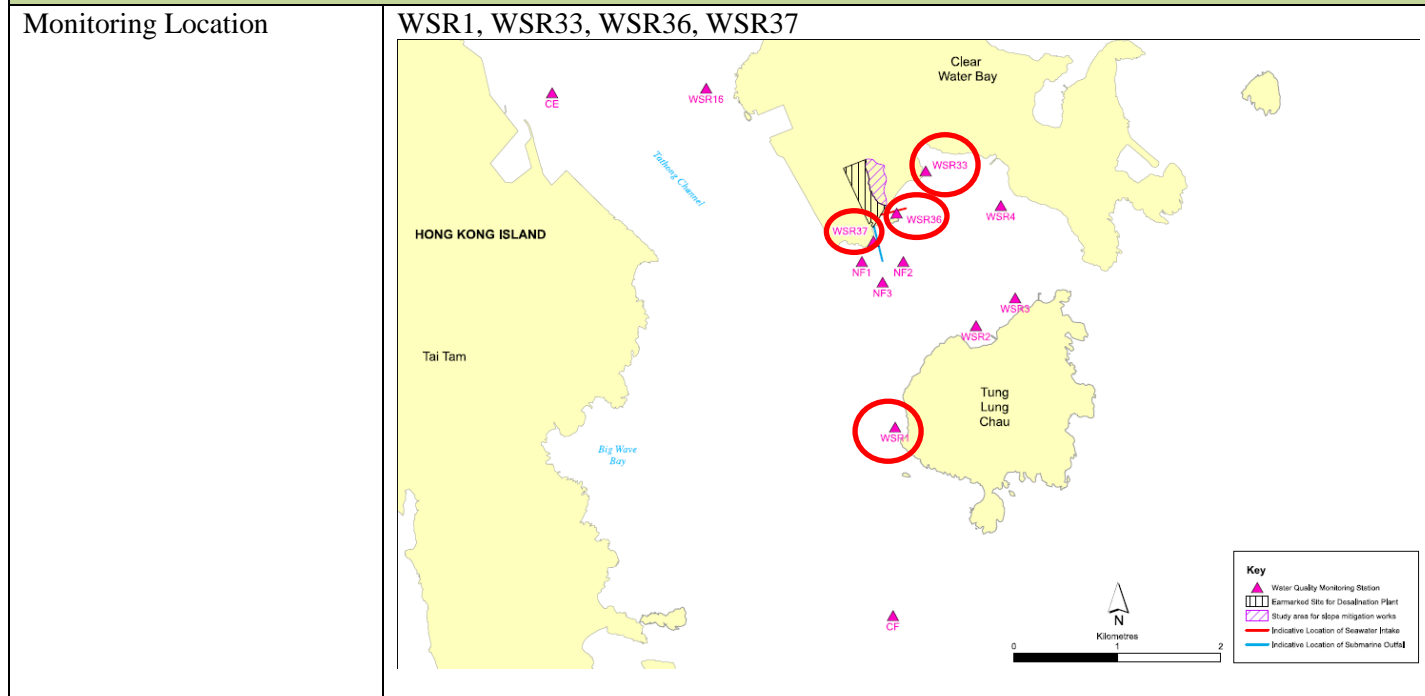 Monitoring Location
WSR1, WSR33, WSR36, WSR37
Clear
Water Bay
CE
WSR16
Tathong Channel
WSR33
WSR36
WSR4
WSR37
HONG KONG ISLAND
NF1
NF2
NF3
WSR3
WSR2
Tai Tam
Tung
Lung
Chau
WSR1
Big Wave
Bay
CF
N
Kilometres
0
1
2
Key
Water Quality Monitoring Station
Earmarked Site for Desalination Plant
Study area for slope mitigation works
Indicative Location of Seawater Intake
Indicative Location of Submarine Outfall